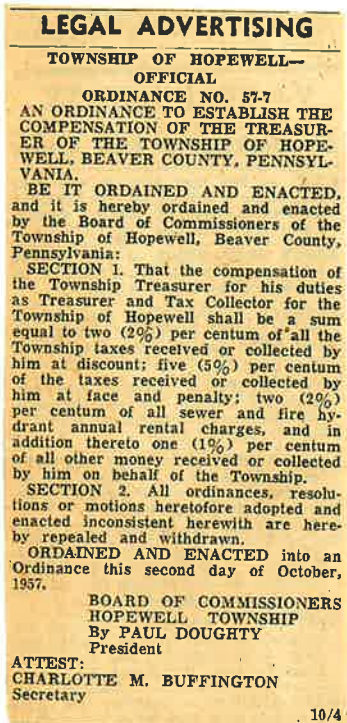 LEGAL ADVERTISING
TOWNSHIP OF HOPEWELL—
OFFICIAL
ORDINANCE NO. 57-7
AN ORDINANCE TO ESTABLISH THE
COMPENSATION OF THE TREASUR-
ER OF THE TOWNSHIP OF HOPE-
WELL, BEAVER COUNTY, PENNSYL-
VANIA.
BE IT ORDAINED AND ENACTED,
and it is hereby ordained and enacted
by the Board of Commissioners of the
Township of Hopewell, Beaver County,
Pennsylvania:
SECTION 1. That the compensation of
the Township Treasurer for his duties
as Treasurer and Tax Collector for the
Township of Hopewell shall be a sum
equal to two (2%) per centum of all the
Township taxes received or collected by
him at discount; five (5%) per centum
of the taxes received or collected by
him at face and penalty; two (2%)
per centum of all sewer and fire hy-
drant annual rental charges, and in
addition thereto one (1%) per centum
of all other money received or collected
by him on behalf of the Township.
SECTION 2. All ordinances, resolu-
tions or motions heretofore adopted and
enacted inconsistent herewith are here-
by repealed and withdrawn.
ORDAINED AND ENACTED into an
Ordinance this second day of October,
1957.
BOARD OF COMMISSIONERS
HOPEWELL TOWNSHIP
By PAUL DOUGHTY
President
ATTEST:
CHARLOTTE M. BUFFINGTON
Secretary
10/4